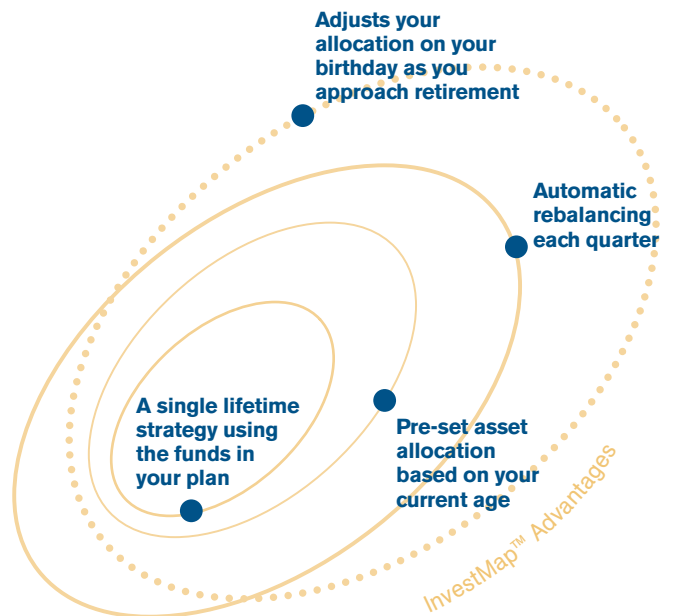 Adjusts your
allocation on your
birthday as you
approach retirement
Automatic
rebalancing
each quarter
A single lifetime
strategy using
the funds in
your plan
Pre-set asset
allocation
based on your
current age
InvestMap™ Advantages